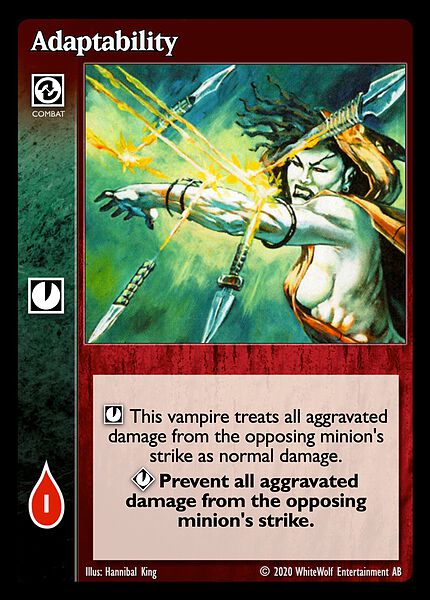 Adaptability
COMBAT
This vampire treats all aggravated
damage from the opposing minion's
strike as normal damage.
Prevent all aggravated
damage from the opposing
minion's strike.
1
Illus: Hannibal King © 2020 WhiteWolf Entertainment AB